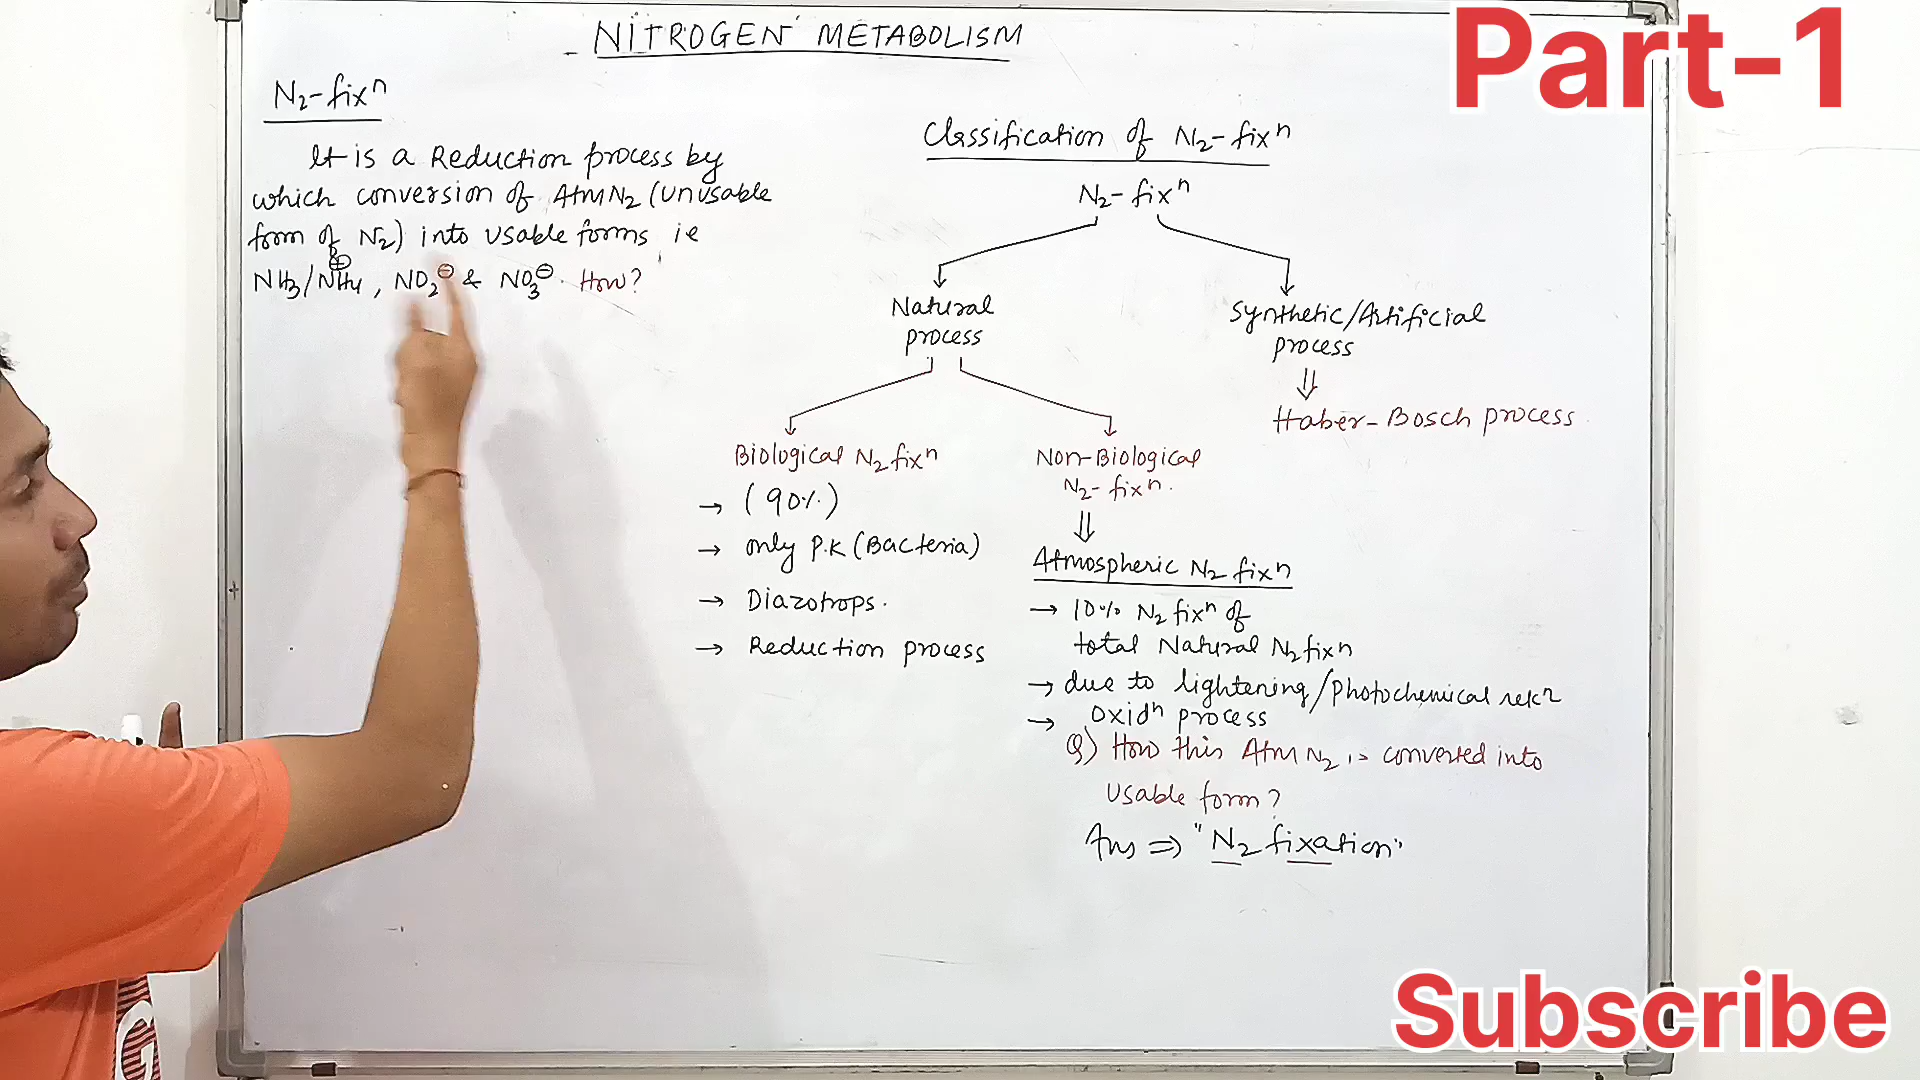 NITROGEN METABOLISM
Part-1
N2-fixⁿ
It is a Reduction process by
which conversion of AtmN2 (unusable
form of N2) into usable forms ie
NH3/NH4⊕, NO2⊖ & NO3⊖. How?
Classification of N2-fixⁿ
N2-fixⁿ
Natural
process
Synthetic/Artificial
process
⇓
Haber-Bosch process
Biological N2 fixⁿ
→ (90%)
→ only P.K (Bacteria)
→ Diazotrops.
→ Reduction process
Non-Biological
N2-fixⁿ.
⇓
Atmospheric N2 fixⁿ
→ 10% N2 fixⁿ of
total Natural N2 fixⁿ
→ due to lightening/photochemical
→ oxidⁿ process
Q) How this Atm N2 is converted into
usable form?
Ans ⇒ "N2 fixation"
Subscribe